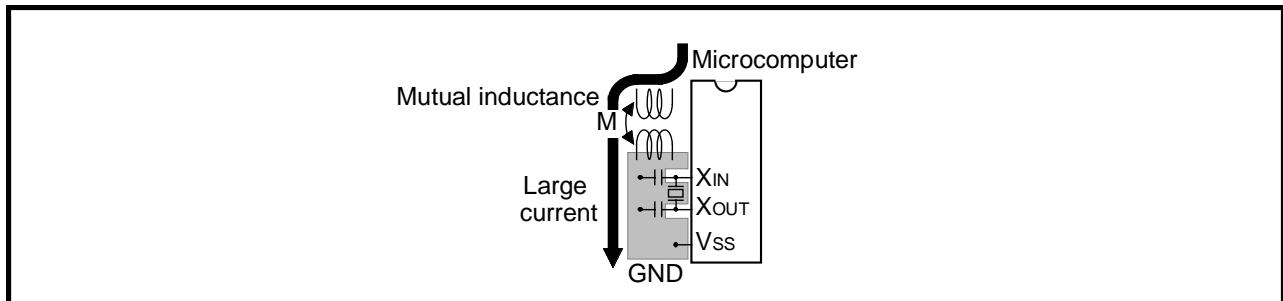 Microcomputer
Mutual inductance
M
Large
current
XIN
XOUT
VSS
GND